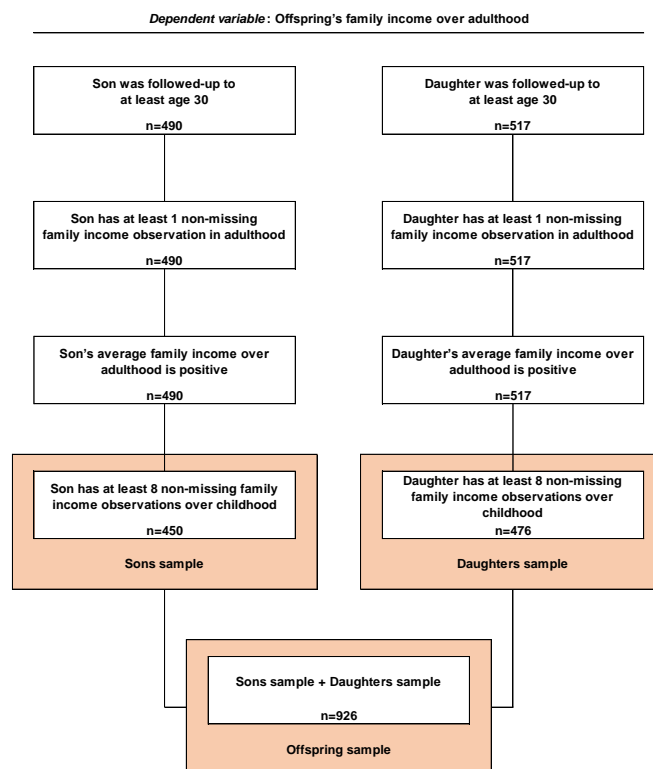 Dependent variable: Offspring's family income over adulthood
Son was followed-up to
at least age 30
n=490
Daughter was followed-up to
at least age 30
n=517
Son has at least 1 non-missing
family income observation in adulthood
n=490
Daughter has at least 1 non-missing
family income observation in adulthood
n=517
Son's average family income over
adulthood is positive
n=490
Daughter's average family income over
adulthood is positive
n=517
Son has at least 8 non-missing family
income observations over childhood
n=450
Sons sample
Daughter has at least 8 non-missing
family income observations over
childhood
n=476
Daughters sample
Sons sample + Daughters sample
n=926
Offspring sample